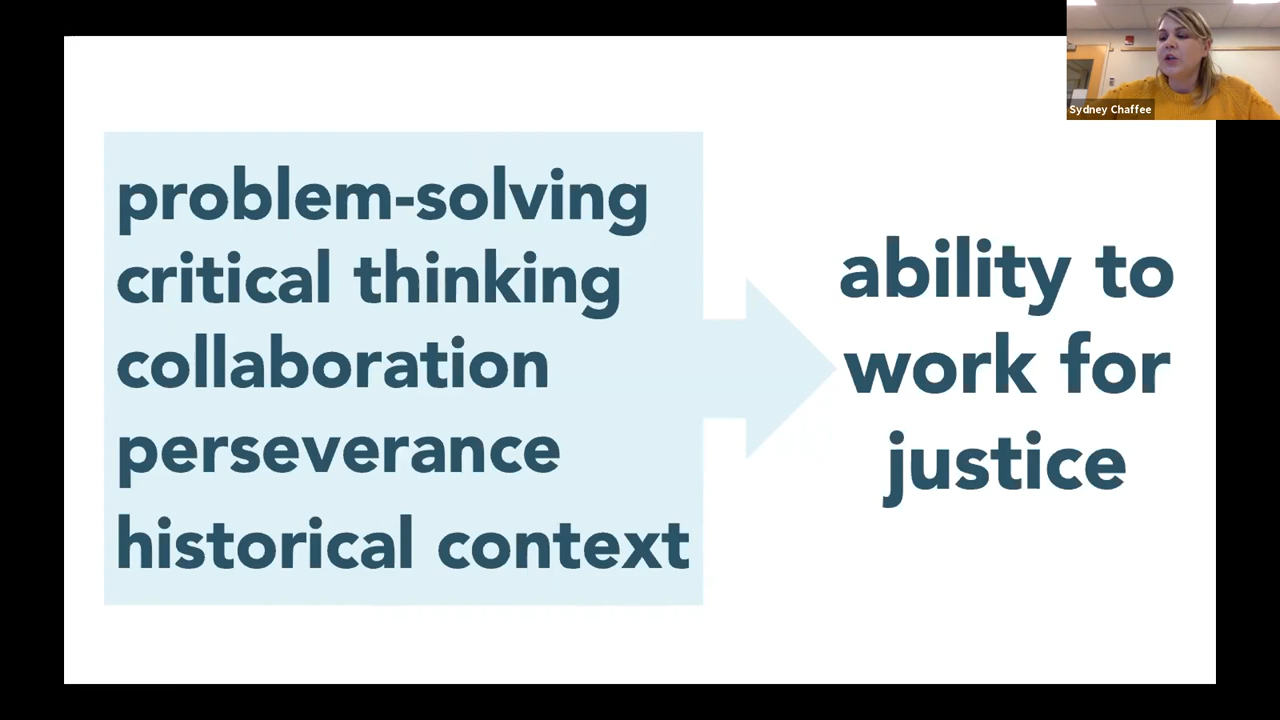 Sydney Chaffee
problem-solving
critical thinking
collaboration
perseverance
historical context
ability to
work for
justice